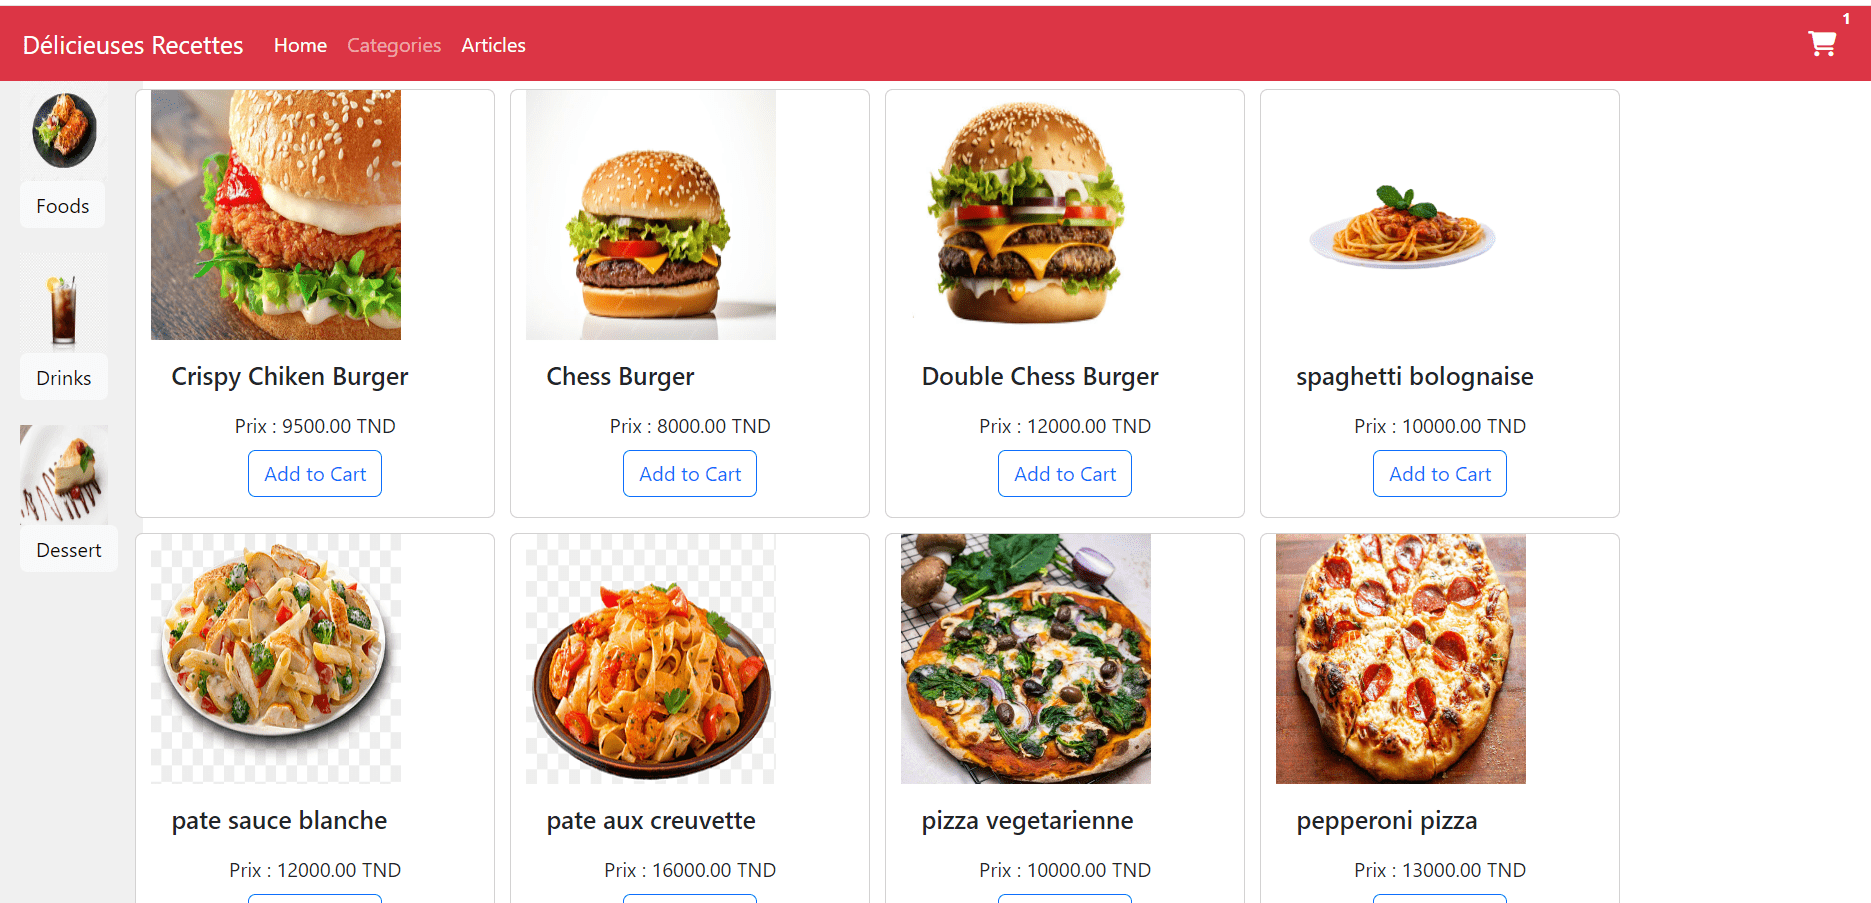 Délicieuses Recettes Home Categories Articles 1
Foods
Drinks
Dessert
Crispy Chiken Burger
Prix : 9500.00 TND
Add to Cart
Chess Burger
Prix : 8000.00 TND
Add to Cart
Double Chess Burger
Prix : 12000.00 TND
Add to Cart
spaghetti bolognaise
Prix : 10000.00 TND
Add to Cart
pate sauce blanche
Prix : 12000.00 TND
pate aux creuvette
Prix : 16000.00 TND
pizza vegetarienne
Prix : 10000.00 TND
pepperoni pizza
Prix : 13000.00 TND